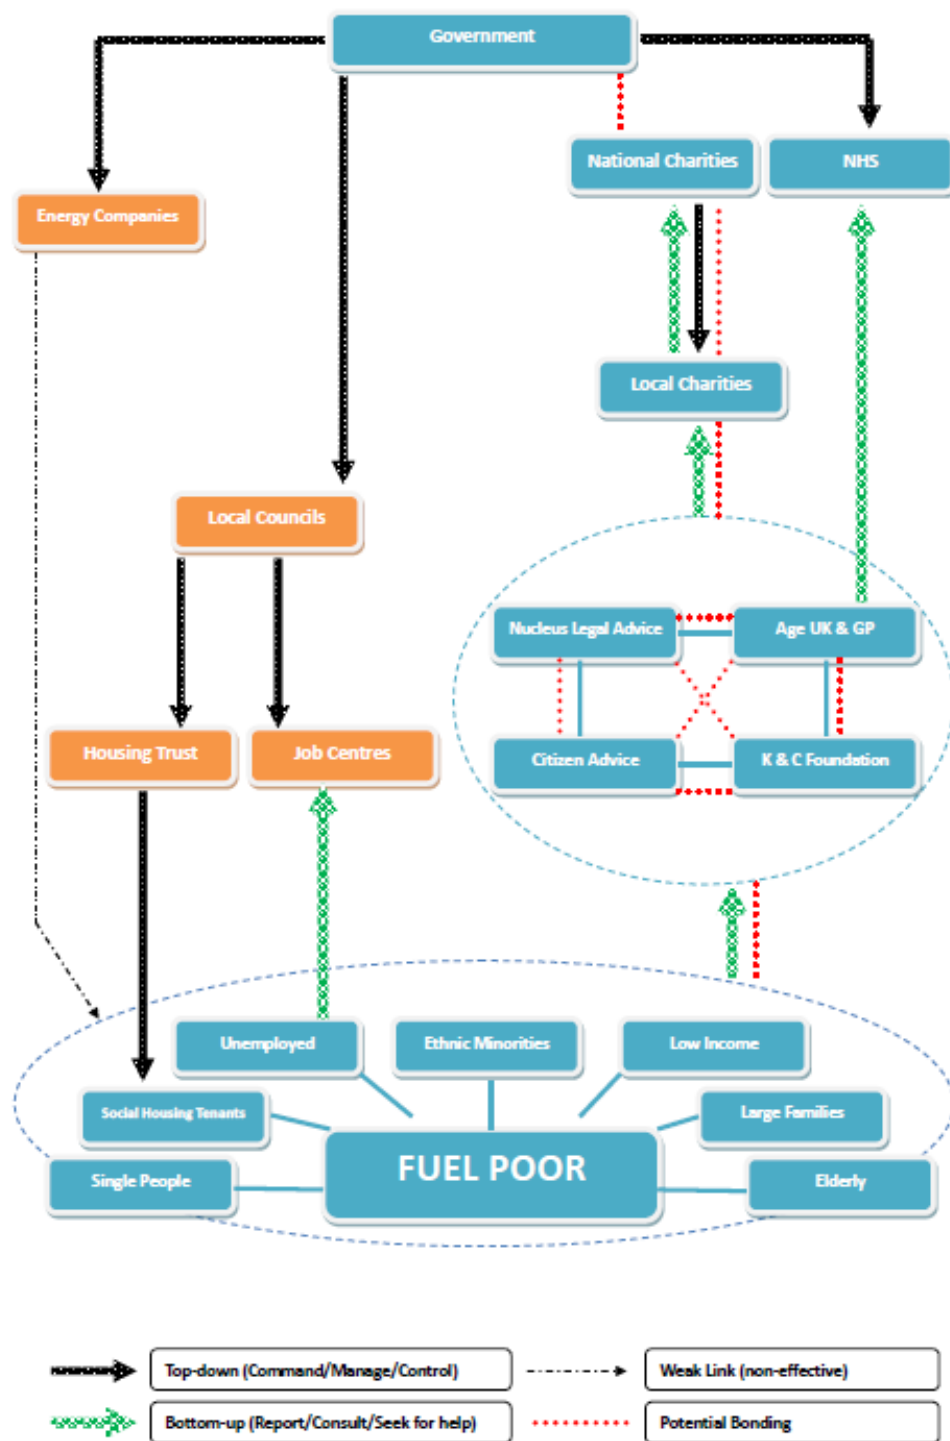 Government
National Charities
NHS
Energy Companies
Local Charities
Local Councils
Nucleus Legal Advice
Age UK & GP
Housing Trust
Job Centres
Citizen Advice
K & C Foundation
Unemployed
Ethnic Minorities
Low Income
Social Housing Tenants
Large Families
FUEL POOR
Single People
Elderly
Top-down (Command/Manage/Control)
Weak Link (non-effective)
Bottom-up (Report/Consult/Seek for help)
Potential Bonding